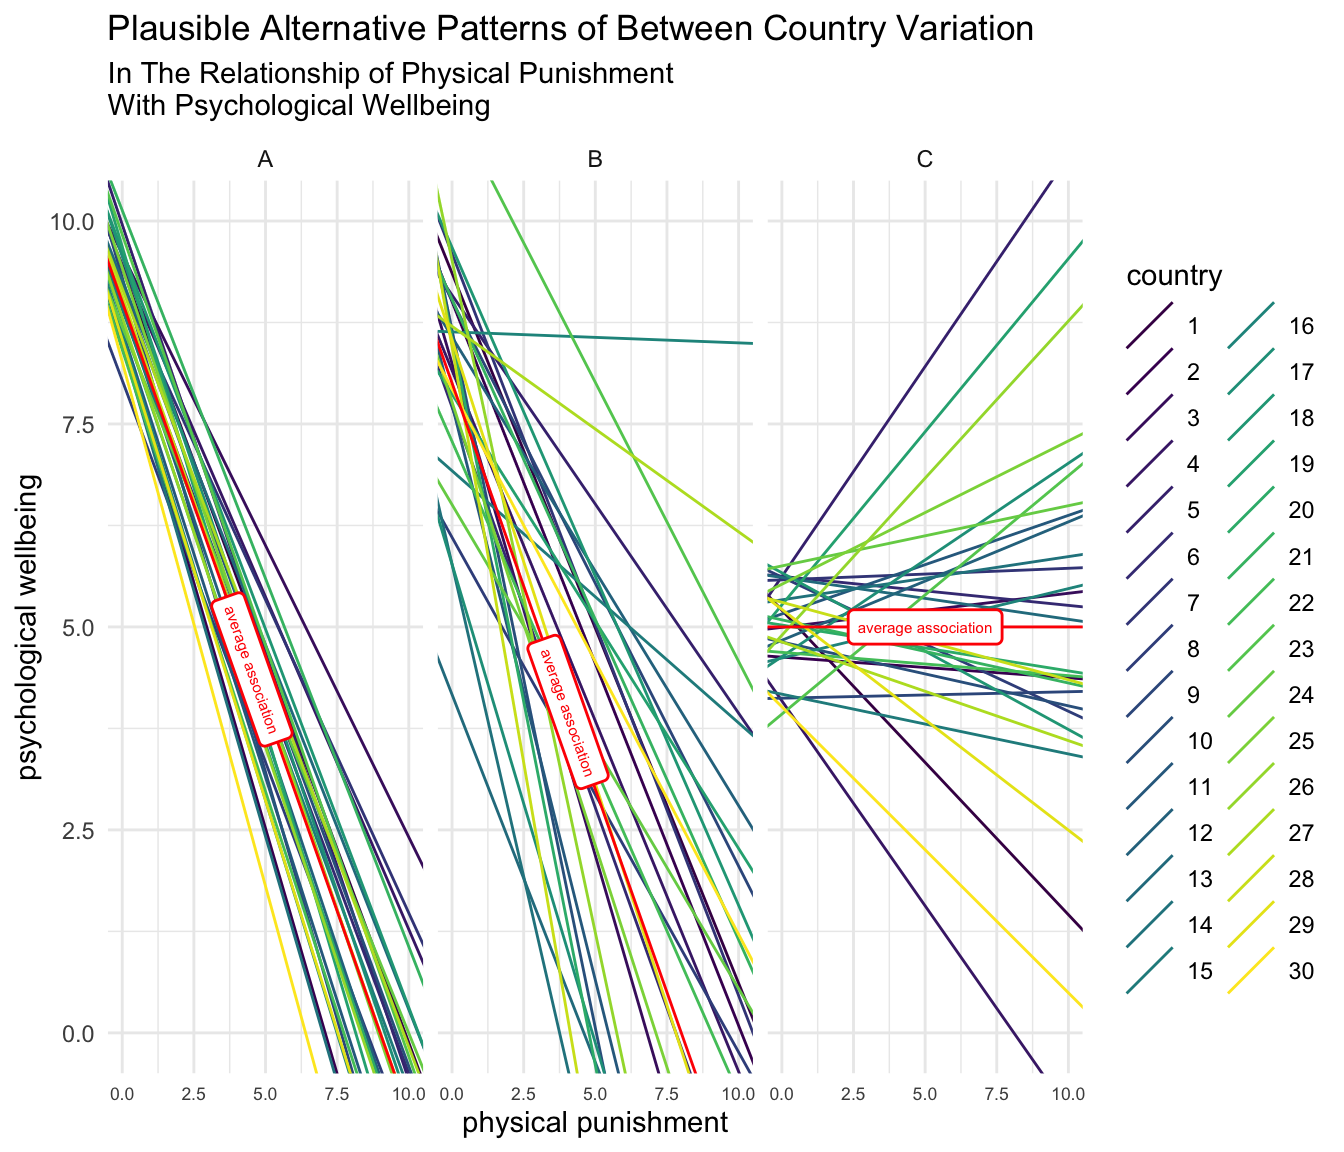 Plausible Alternative Patterns of Between Country Variation
In The Relationship of Physical Punishment
With Psychological Wellbeing
A
B
C
psychological wellbeing
10.0
7.5
5.0
2.5
0.0
average association
average association
average association
0.0 2.5 5.0 7.5 10.0
0.0 2.5 5.0 7.5 10.0
0.0 2.5 5.0 7.5 10.0
physical punishment
country
1
2
3
4
5
6
7
8
9
10
11
12
13
14
15
16
17
18
19
20
21
22
23
24
25
26
27
28
29
30